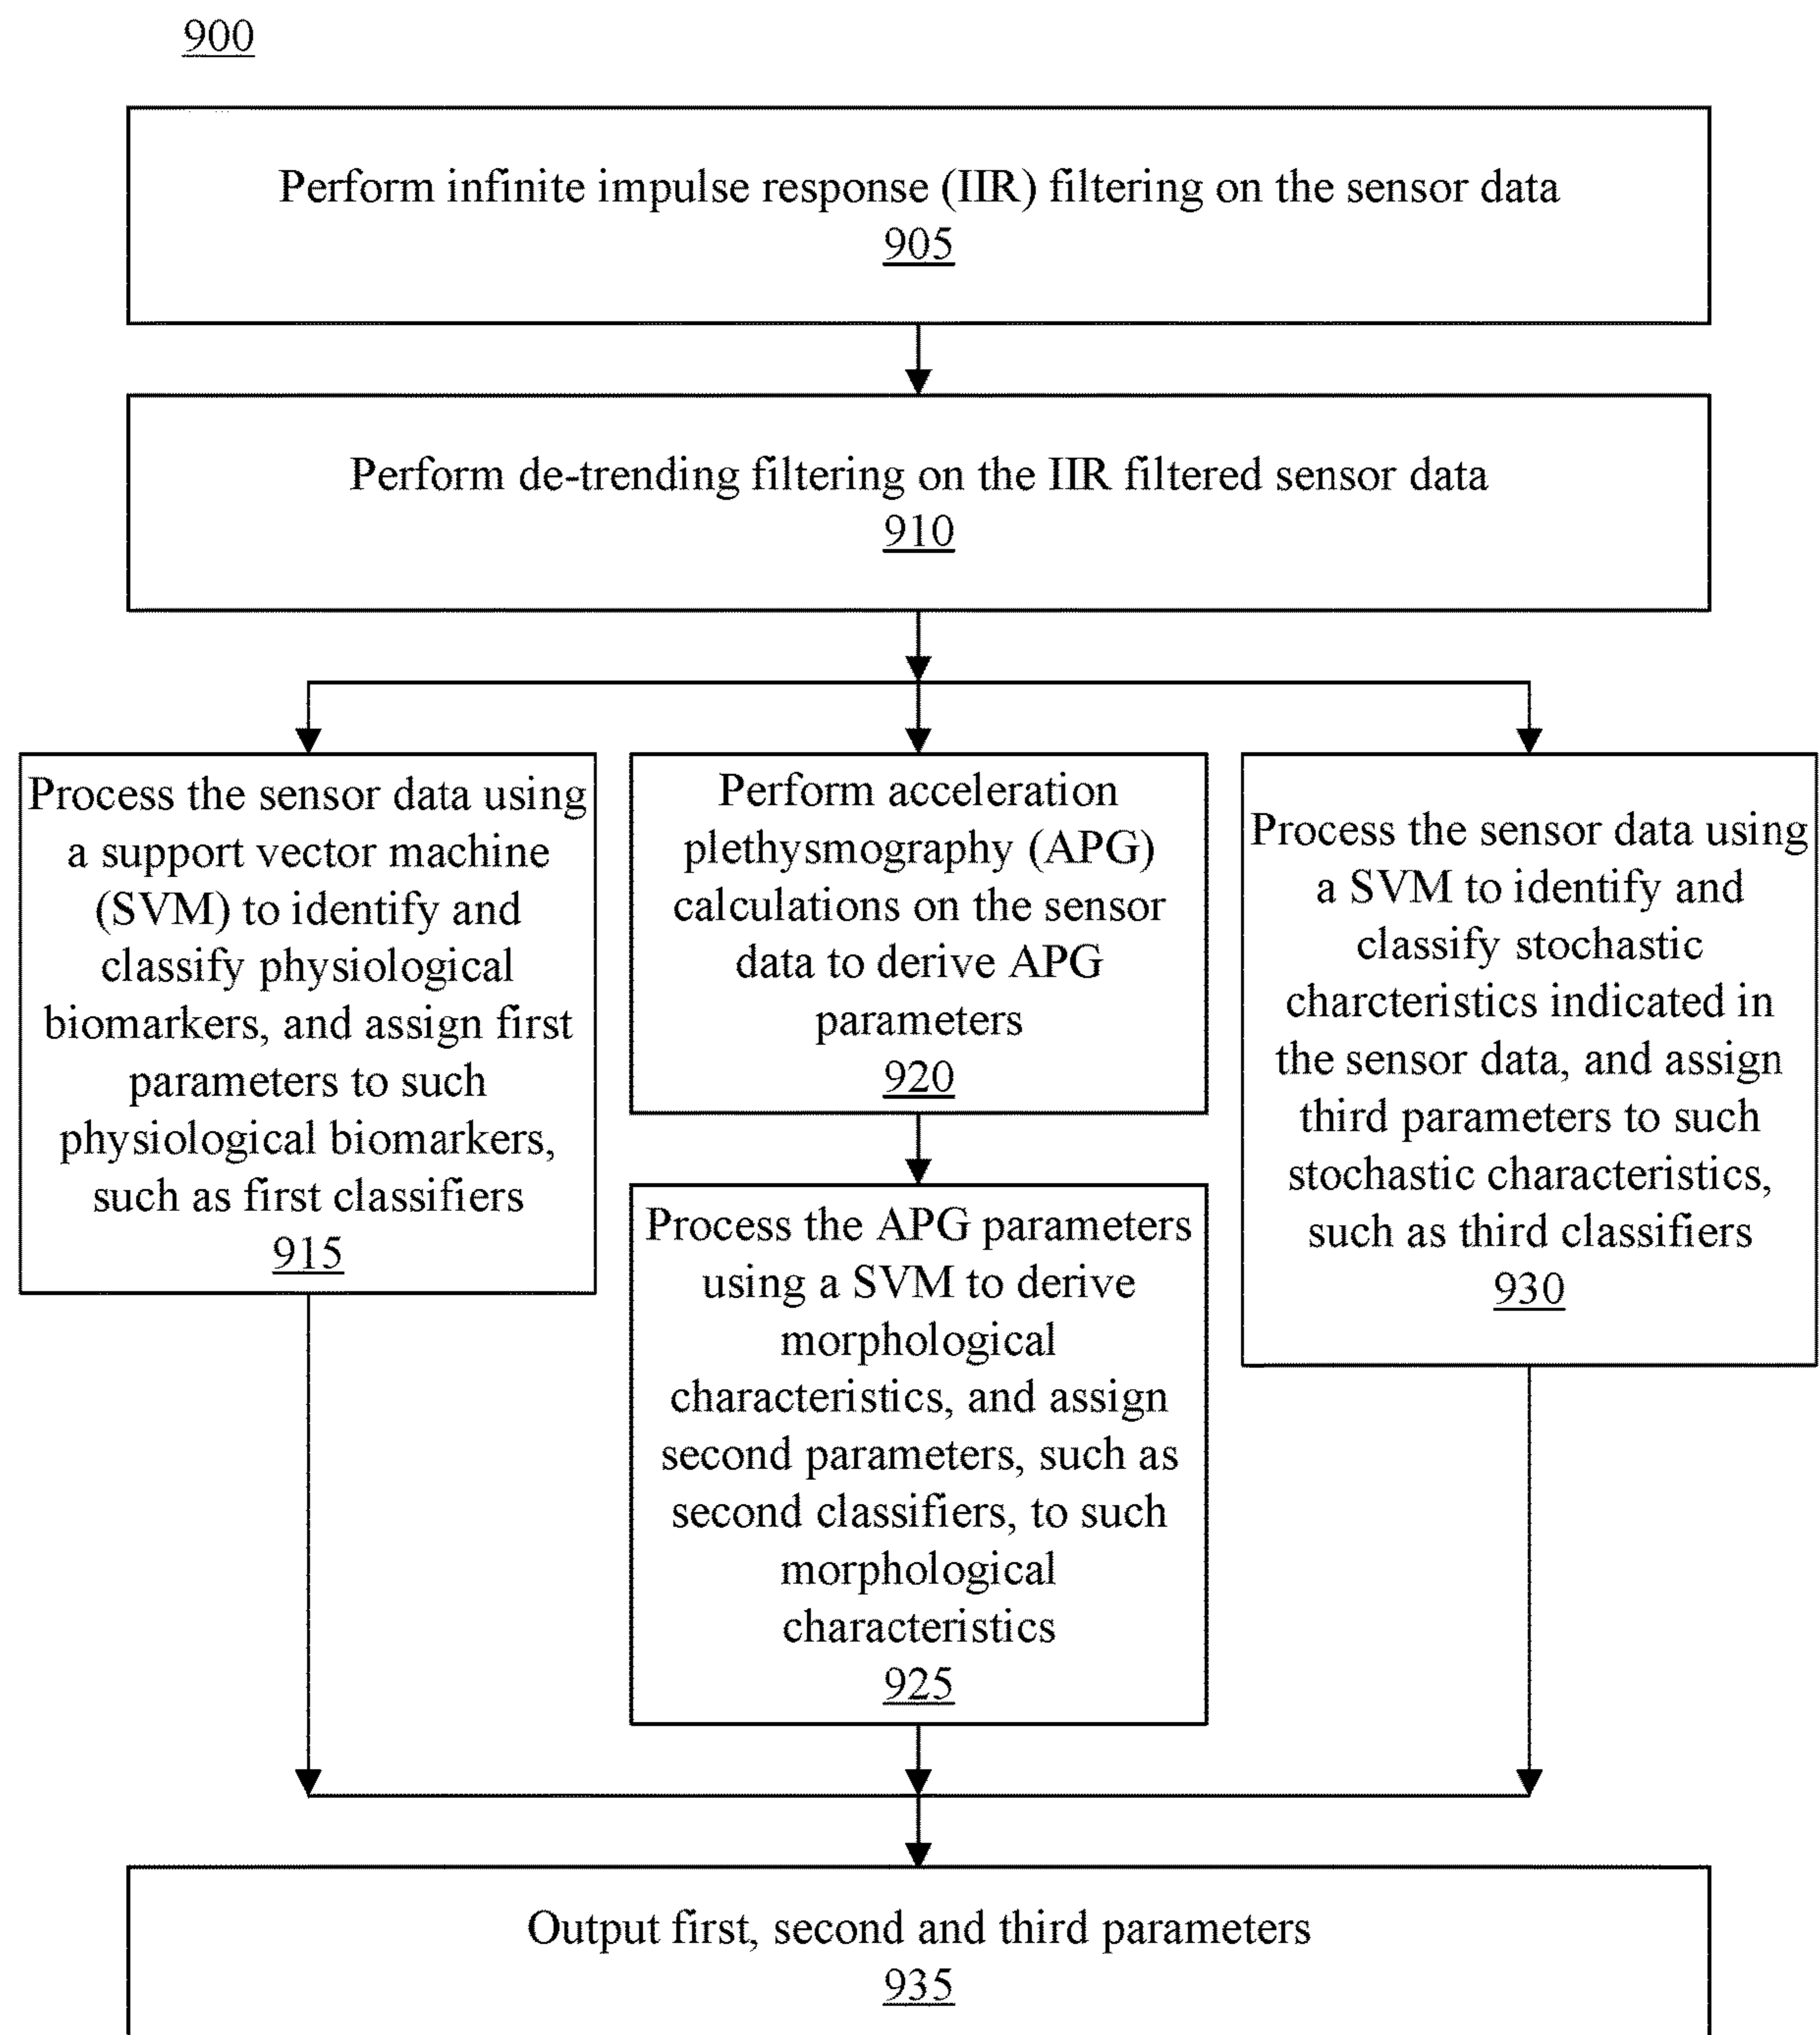 900
Perform infinite impulse response (IIR) filtering on the sensor data
905
Perform de-trending filtering on the IIR filtered sensor data
910
Process the sensor data using
a support vector machine
(SVM) to identify and
classify physiological
biomarkers, and assign first
parameters to such
physiological biomarkers,
such as first classifiers
915
Perform acceleration
plethysmography (APG)
calculations on the sensor
data to derive APG
parameters
920
Process the APG parameters
using a SVM to derive
morphological
characteristics, and assign
second parameters, such as
second classifiers, to such
morphological
characteristics
925
Process the sensor data using
a SVM to identify and
classify stochastic
charcteristics indicated in
the sensor data, and assign
third parameters to such
stochastic characteristics,
such as third classifiers
930
Output first, second and third parameters
935